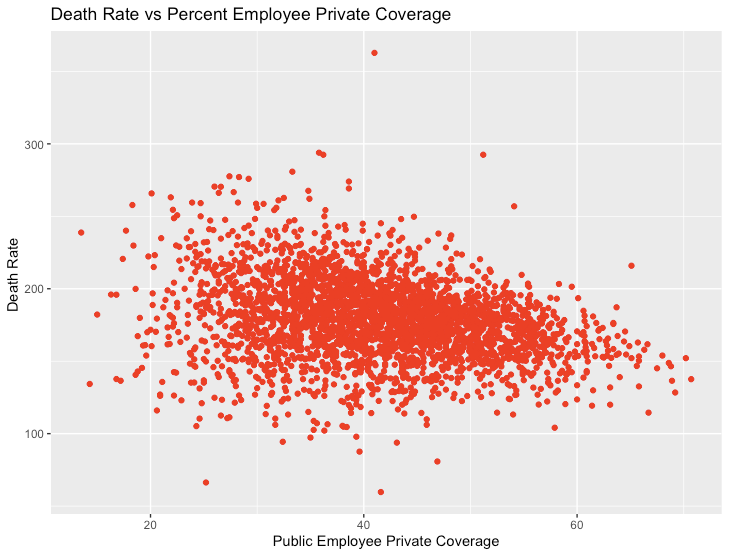 Death Rate vs Percent Employee Private Coverage
300
200
100
Death Rate
20
40
60
Public Employee Private Coverage